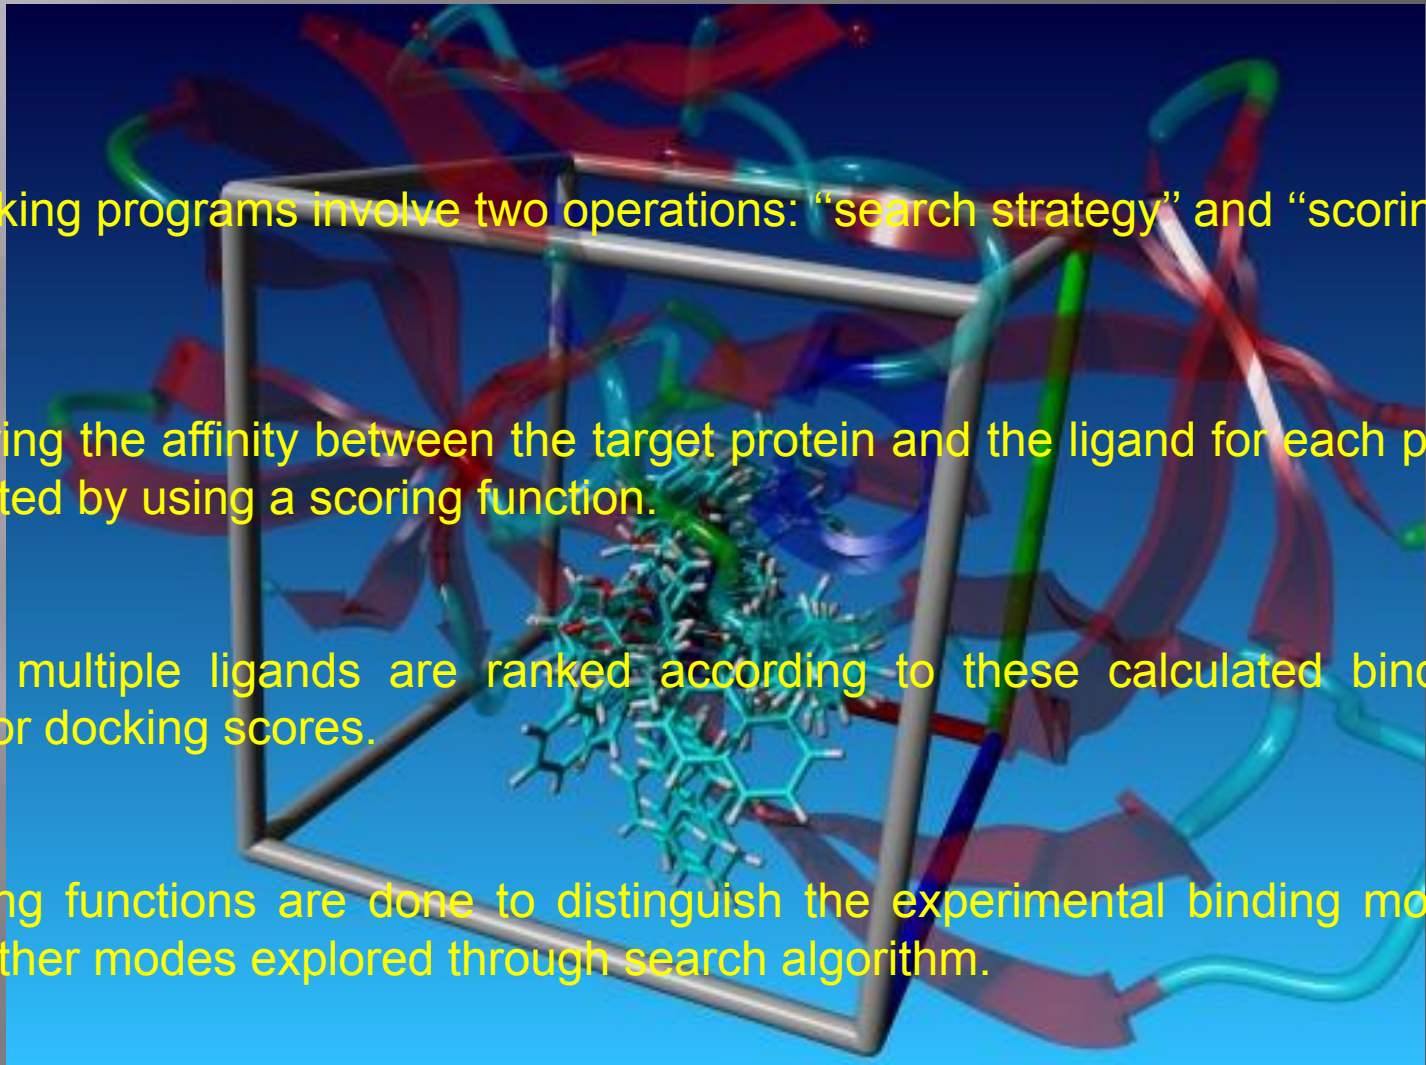 king programs involve two operations: “search strategy” and “scorin
ing the affinity between the target protein and the ligand for each p
ted by using a scoring function.
multiple ligands are ranked according to these calculated bin
or docking scores.
ng functions are done to distinguish the experimental binding mo
ther modes explored through search algorithm.